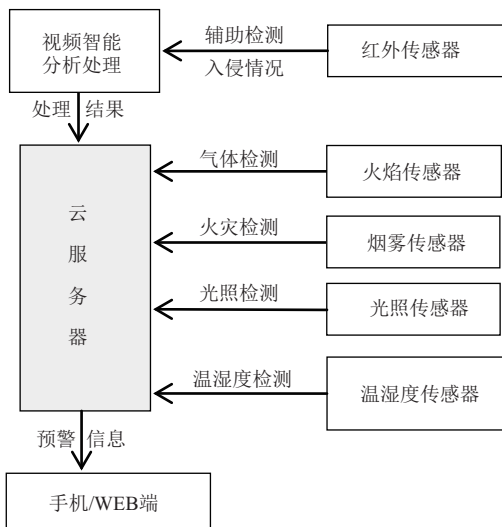 视频智能
分析处理
辅助检测
入侵情况
红外传感器
处理 结果
云
服
务
器
气体检测
火焰传感器
火灾检测
烟雾传感器
光照检测
光照传感器
温湿度检测
温湿度传感器
预警 信息
手机/WEB端